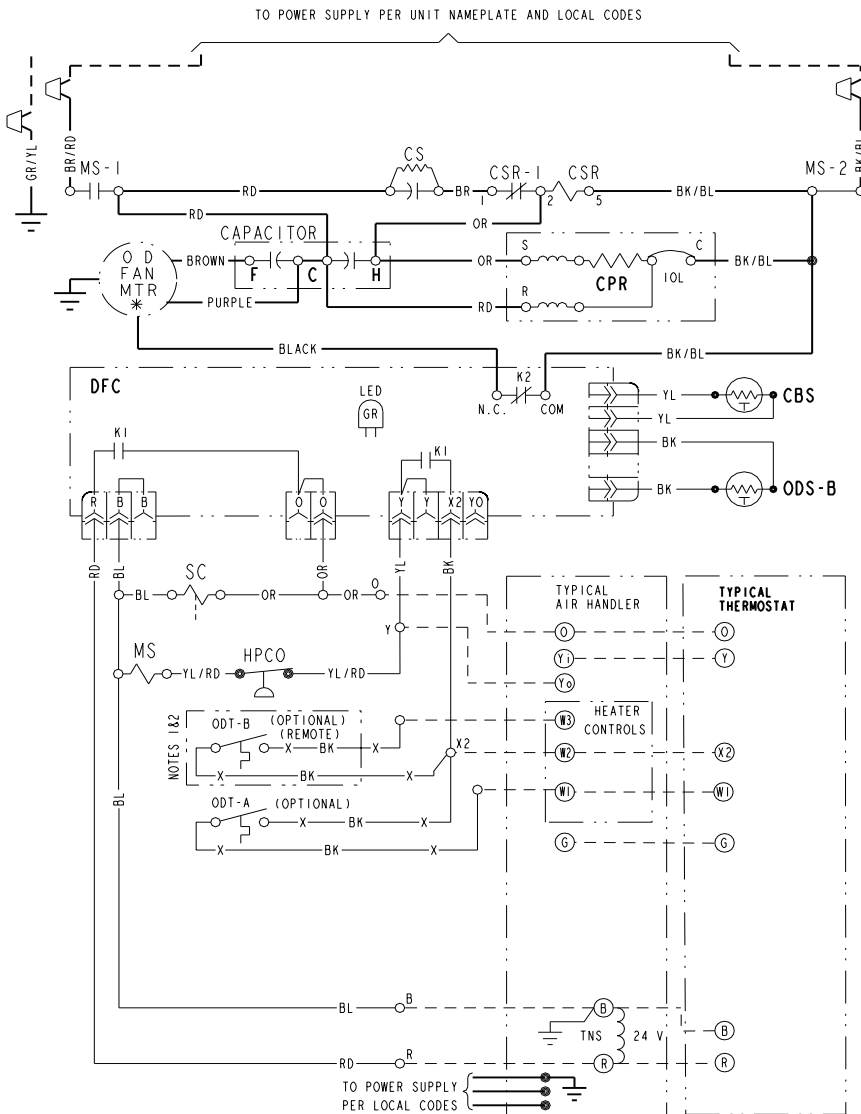 TO POWER SUPPLY PER UNIT NAMEPLATE AND LOCAL CODES
GR/YL
BR/RD
BK/BL
MS-1
RD
CS
BR
1
CSR-1
2
CSR
5
BK/BL
MS-2
RD
OR
CAPACITOR
O D
FAN
MTR
*
BROWN
F
C
H
OR
S
CPR
IOL
C
BK/BL
PURPLE
RD
R
BLACK
BK/BL
DFC
LED
GR
K2
N.C.
COM
YL
CBS
YL
BK
BK
ODS-B
K1
K1
R
B
B
O
O
Y
Y
X2
YO
RD
BL
OR
YL
BK
SC
BL
OR
OR
O
TYPICAL
AIR HANDLER
TYPICAL
THERMOSTAT
O
O
Y
MS
YL/RD
HPCO
YL/RD
Yi
Y
Yo
NOTES 1&2
ODT-B
(OPTIONAL)
(REMOTE)
X
BK
X
X
BK
X
X2
W3
HEATER
CONTROLS
W2
X2
ODT-A
(OPTIONAL)
X
BK
X
X
BK
X
W1
W1
G
G
BL
BL
B
B
TNS
24 V
B
RD
R
R
R
TO POWER SUPPLY
PER LOCAL CODES